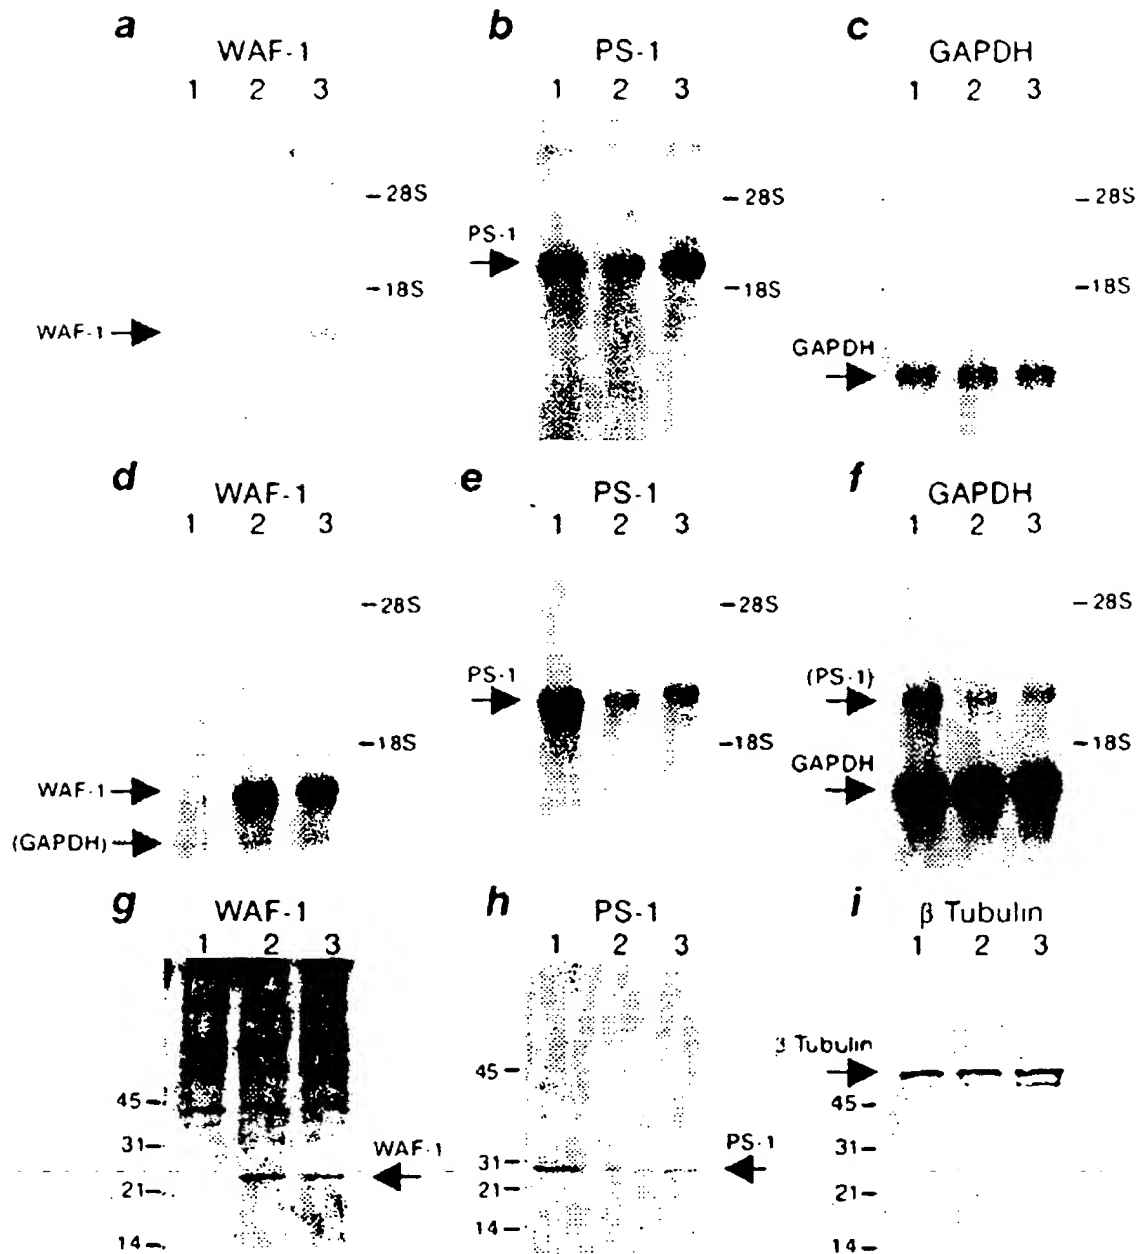 a b c
WAF-1 PS-1 GAPDH
1 2 3 1 2 3 1 2 3
–28S –28S –28S
PS-1
–18S –18S –18S
WAF-1
GAPDH
d e f
WAF-1 PS-1 GAPDH
1 2 3 1 2 3 1 2 3
–28S –28S –28S
PS-1 (PS-1)
–18S –18S –18S
WAF-1 GAPDH
(GAPDH)
g h i
WAF-1 PS-1 β Tubulin
1 2 3 1 2 3 1 2 3
β Tubulin
45– 45– 45–
31– 31– 31–
WAF-1 PS-1
21– 21– 21–
14– 14– 14–